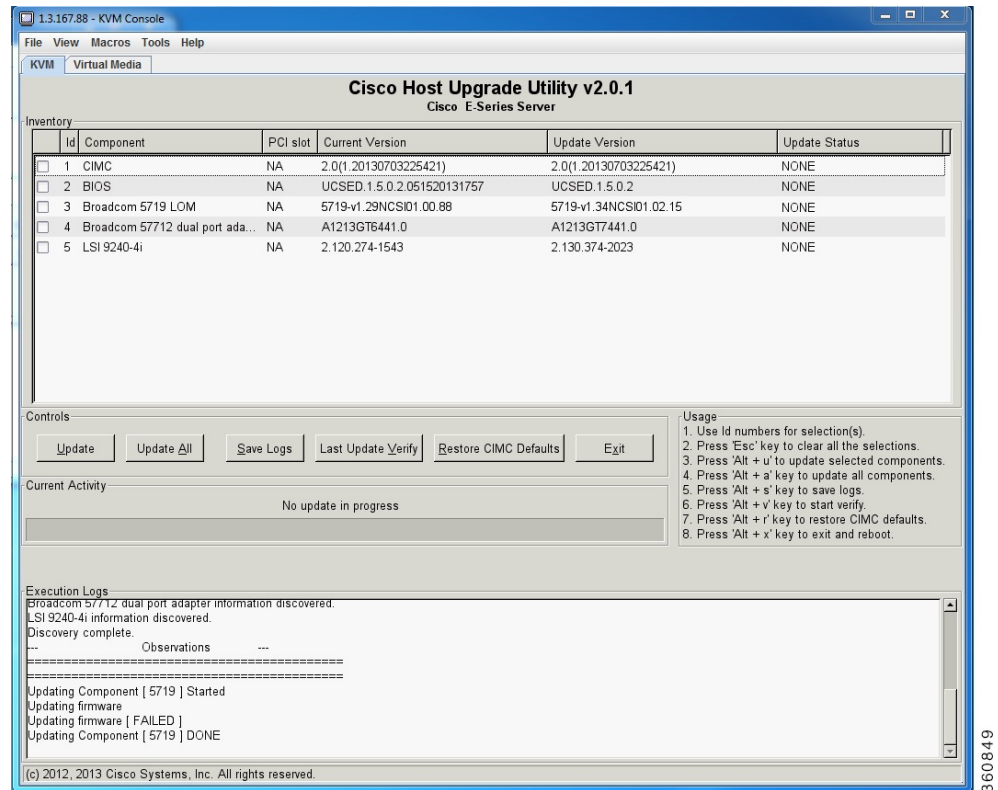 1.3.167.88 - KVM Console
File View Macros Tools Help
KVM Virtual Media
Cisco Host Upgrade Utility v2.0.1
Cisco E-Series Server
Inventory
Id Component PCI slot Current Version Update Version Update Status
1 CIMC NA 2.0(1.20130703225421) 2.0(1.20130703225421) NONE
2 BIOS NA UCSED.1.5.0.2.051520131757 UCSED.1.5.0.2 NONE
3 Broadcom 5719 LOM NA 5719-v1.29NCSI01.00.88 5719-v1.34NCSI01.02.15 NONE
4 Broadcom 57712 dual port ada... NA A1213GT6441.0 A1213GT7441.0 NONE
5 LSI 9240-4i NA 2.120.274-1543 2.130.374-2023 NONE
Controls
Update Update All Save Logs Last Update Verify Restore CIMC Defaults Exit
Usage
1. Use Id numbers for selection(s).
2. Press 'Esc' key to clear all the selections.
3. Press 'Alt + u' to update selected components.
4. Press 'Alt + a' key to update all components.
5. Press 'Alt + s' key to save logs.
6. Press 'Alt + v' key to start verify.
7. Press 'Alt + r' key to restore CIMC defaults.
8. Press 'Alt + x' key to exit and reboot.
Current Activity
No update in progress
Execution Logs
Broadcom 57712 dual port adapter information discovered.
LSI 9240-4i information discovered.
Discovery complete.
--- Observations ---
===========================================
===========================================
Updating Component [ 5719 ] Started
Updating firmware
Updating firmware [ FAILED ]
Updating Component [ 5719 ] DONE
(c) 2012, 2013 Cisco Systems, Inc. All rights reserved.
360849